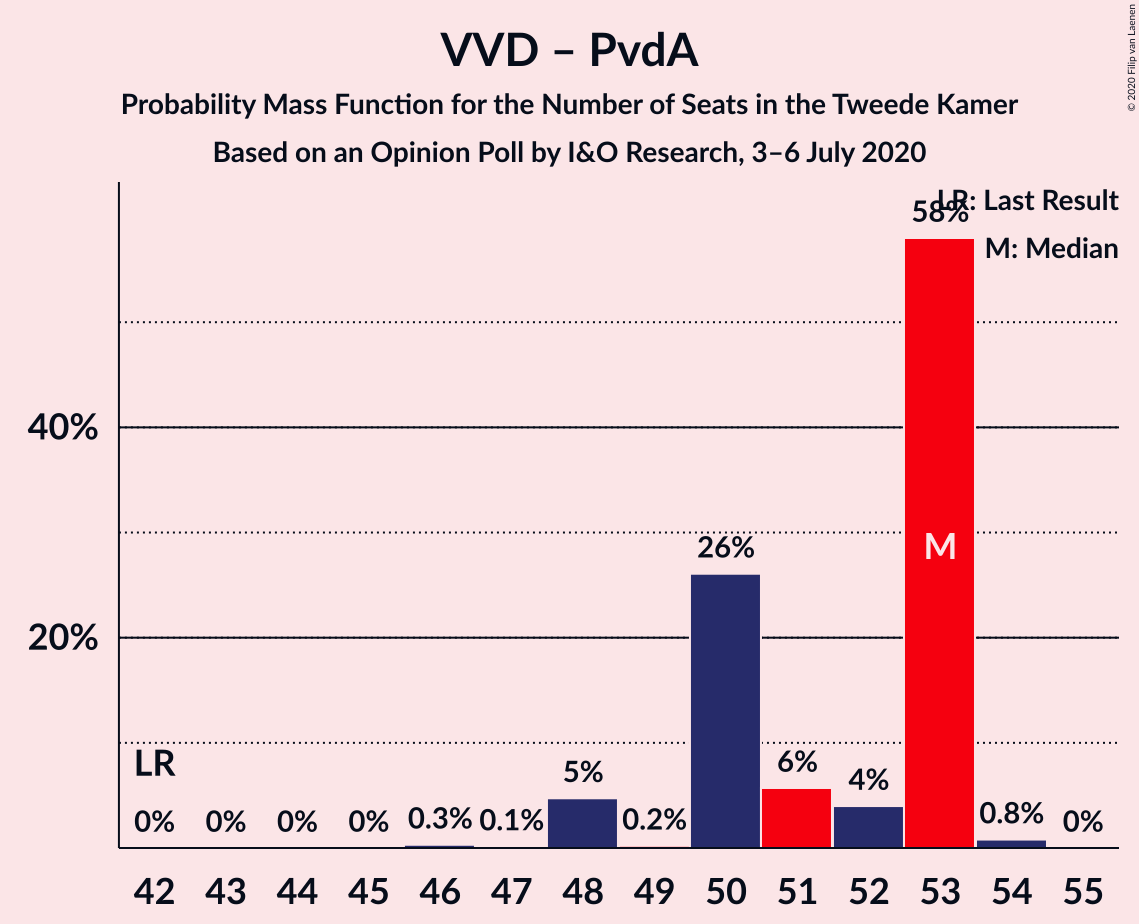 VVD – PvdA
Probability Mass Function for the Number of Seats in the Tweede Kamer
Based on an Opinion Poll by I&O Research, 3–6 July 2020
© 2020 Filip van Laenen
LR: Last Result
M: Median
58%
40%
20%
26%
M
LR
0% 0% 0% 0% 0.3% 0.1% 5% 0.2% 6% 4% 0.8% 0%
42 43 44 45 46 47 48 49 50 51 52 53 54 55